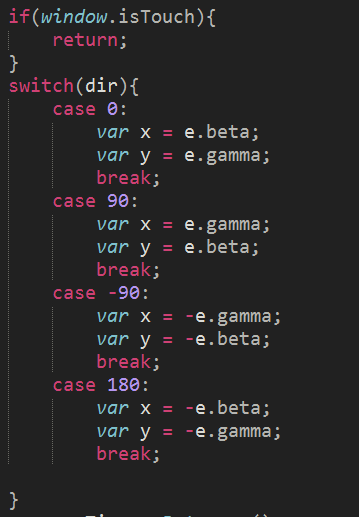 if(window.isTouch){
    return;
}
switch(dir){
    case 0:
        var x = e.beta;
        var y = e.gamma;
        break;
    case 90:
        var x = e.gamma;
        var y = e.beta;
        break;
    case -90:
        var x = -e.gamma;
        var y = -e.beta;
        break;
    case 180:
        var x = -e.beta;
        var y = -e.gamma;
        break;

}